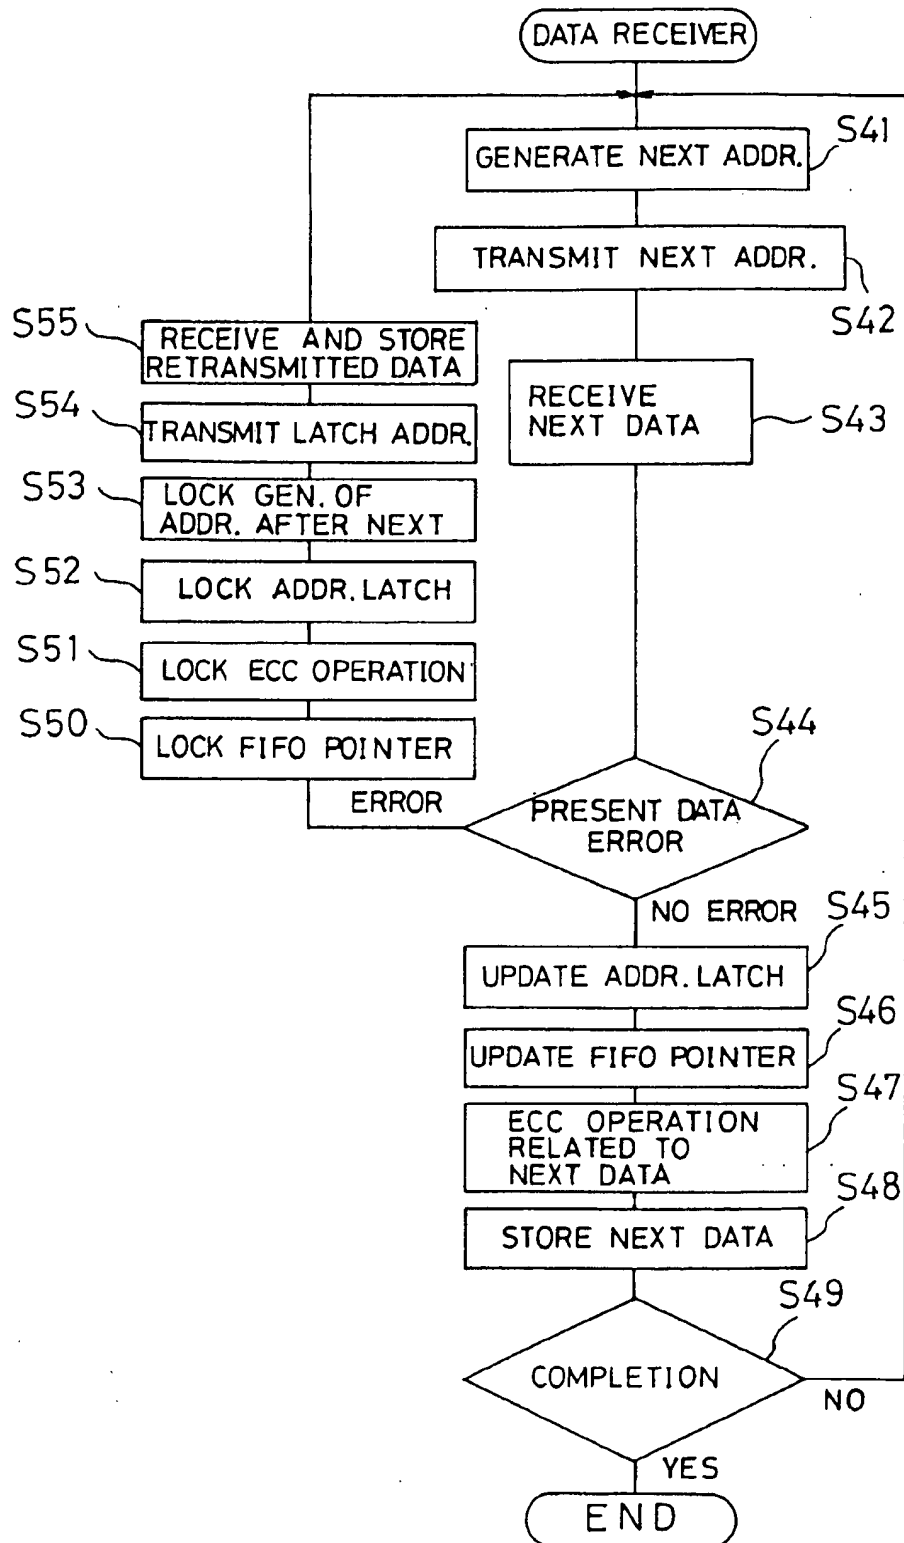 DATA RECEIVER
S41
GENERATE NEXT ADDR.
TRANSMIT NEXT ADDR.
S42
S55
RECEIVE AND STORE
RETRANSMITTED DATA
RECEIVE
NEXT DATA
S43
S54
TRANSMIT LATCH ADDR.
S53
LOCK GEN. OF
ADDR. AFTER NEXT
S52
LOCK ADDR. LATCH
S51
LOCK ECC OPERATION
S50
LOCK FIFO POINTER
S44
ERROR
PRESENT DATA
ERROR
NO ERROR
S45
UPDATE ADDR. LATCH
S46
UPDATE FIFO POINTER
S47
ECC OPERATION
RELATED TO
NEXT DATA
S48
STORE NEXT DATA
S49
COMPLETION
NO
YES
END